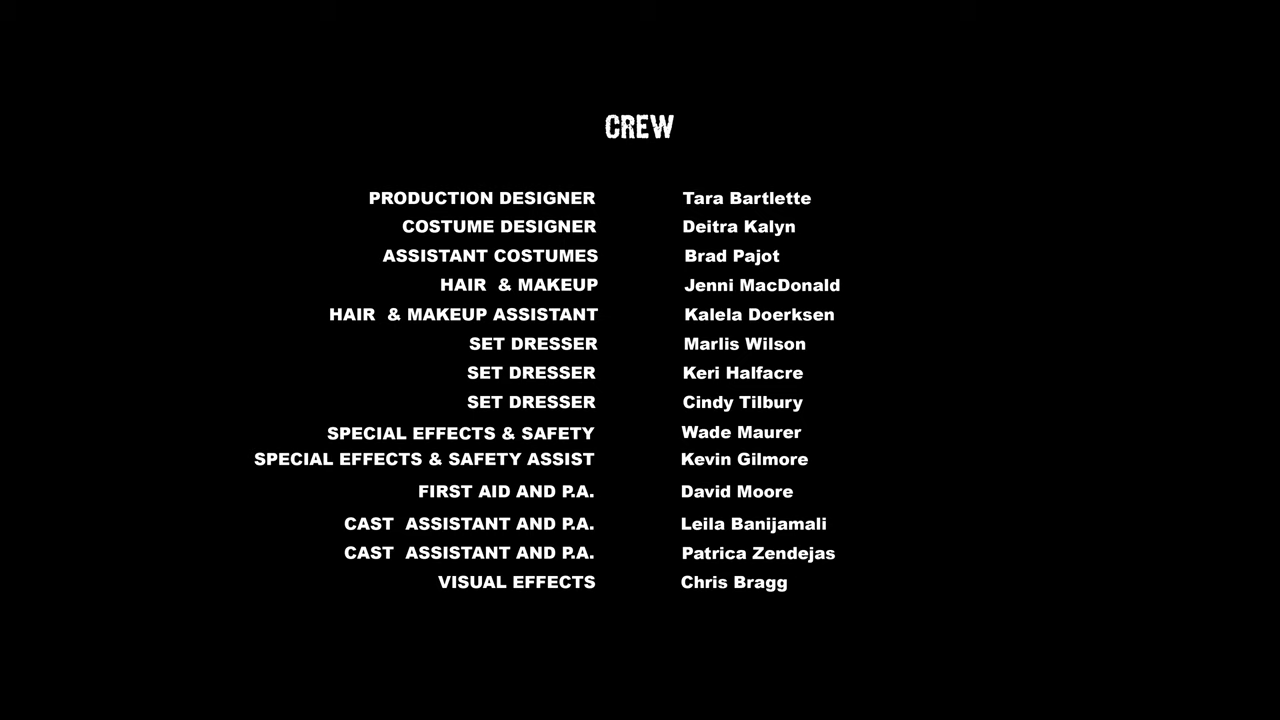 CREW
PRODUCTION DESIGNER Tara Bartlette
COSTUME DESIGNER Deitra Kalyn
ASSISTANT COSTUMES Brad Pajot
HAIR & MAKEUP Jenni MacDonald
HAIR & MAKEUP ASSISTANT Kalela Doerksen
SET DRESSER Marlis Wilson
SET DRESSER Keri Halfacre
SET DRESSER Cindy Tilbury
SPECIAL EFFECTS & SAFETY Wade Maurer
SPECIAL EFFECTS & SAFETY ASSIST Kevin Gilmore
FIRST AID AND P.A. David Moore
CAST ASSISTANT AND P.A. Leila Banijamali
CAST ASSISTANT AND P.A. Patrica Zendejas
VISUAL EFFECTS Chris Bragg